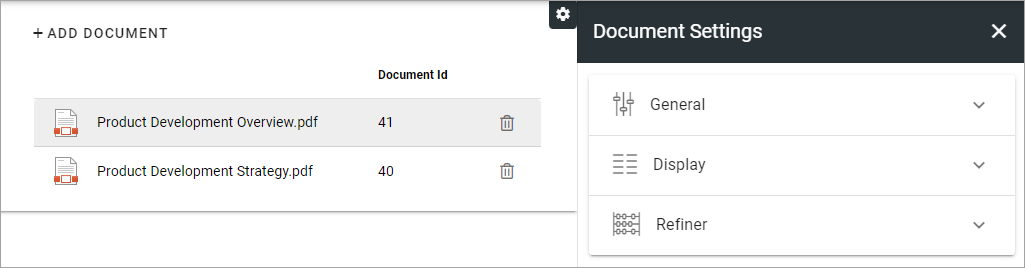 + ADD DOCUMENT
Document Id
Product Development Overview.pdf 41
Product Development Strategy.pdf 40
Document Settings
General
Display
Refiner